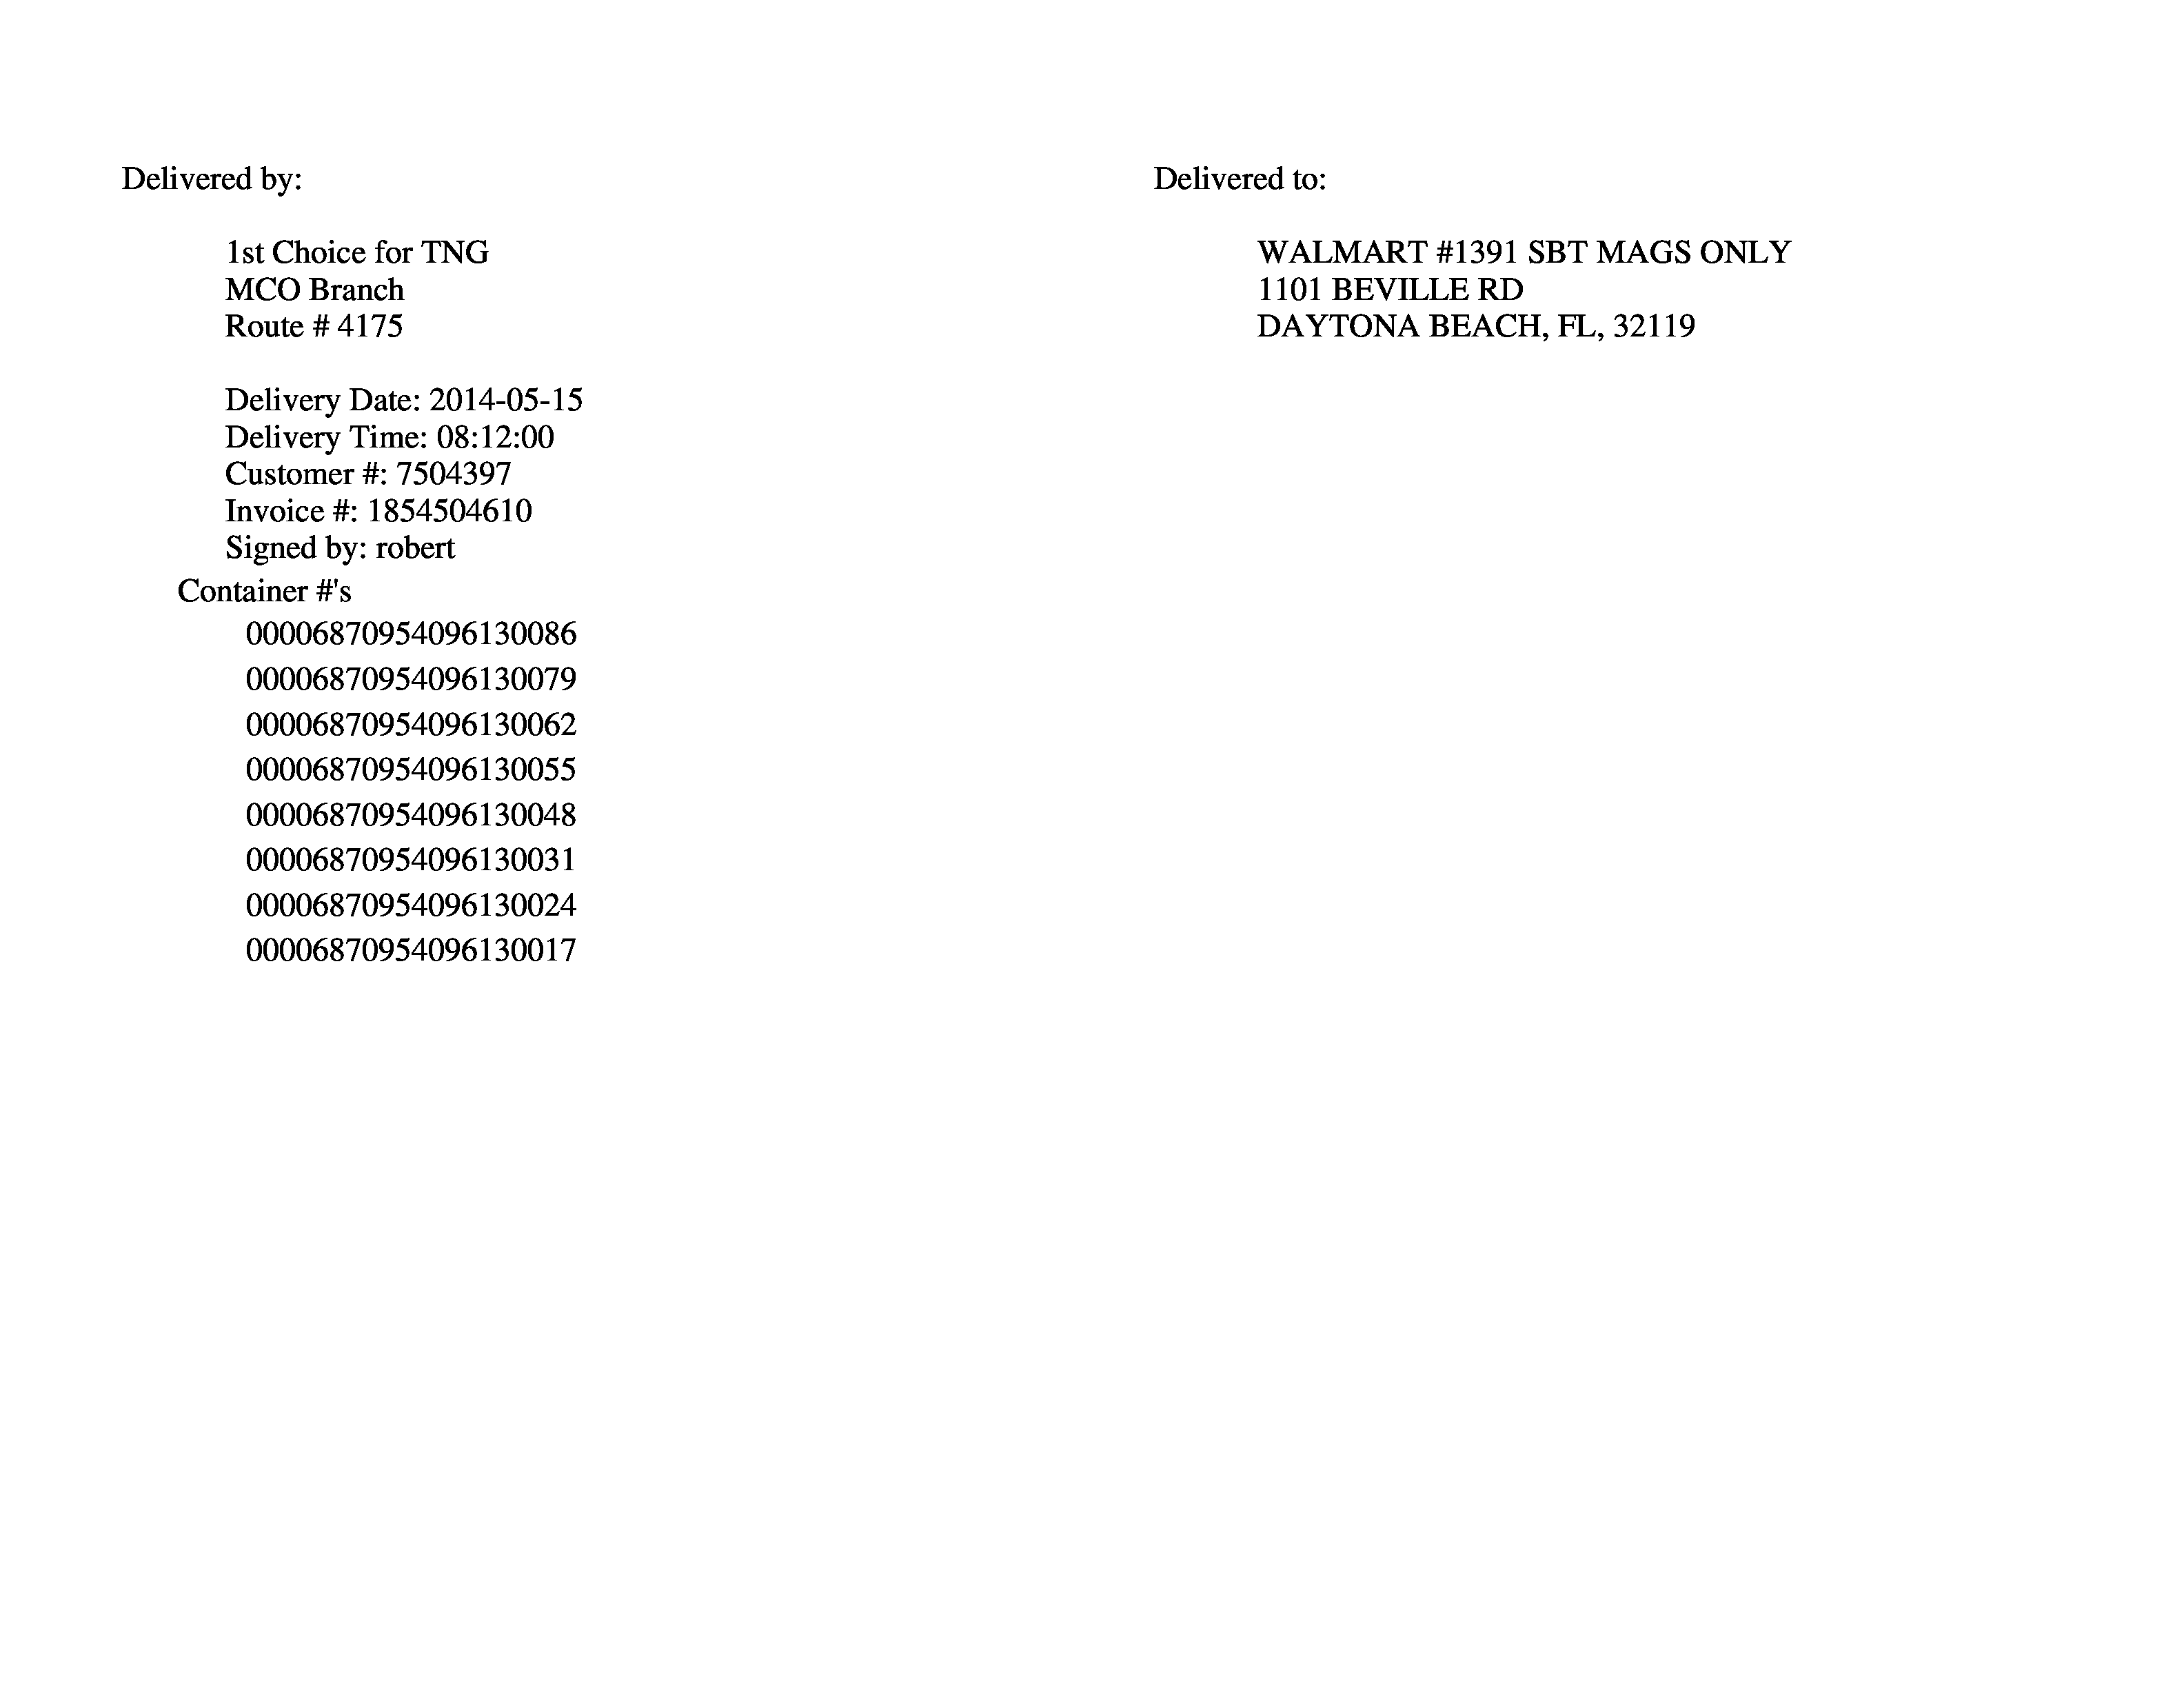 Delivered by:
1st Choice for TNG
MCO Branch
Route # 4175
Delivery Date: 2014-05-15
Delivery Time: 08:12:00
Customer #: 7504397
Invoice #: 1854504610
Signed by: robert
Container #'s
00006870954096130086
00006870954096130079
00006870954096130062
00006870954096130055
00006870954096130048
00006870954096130031
00006870954096130024
00006870954096130017
Delivered to:
WALMART #1391 SBT MAGS ONLY
1101 BEVILLE RD
DAYTONA BEACH, FL, 32119